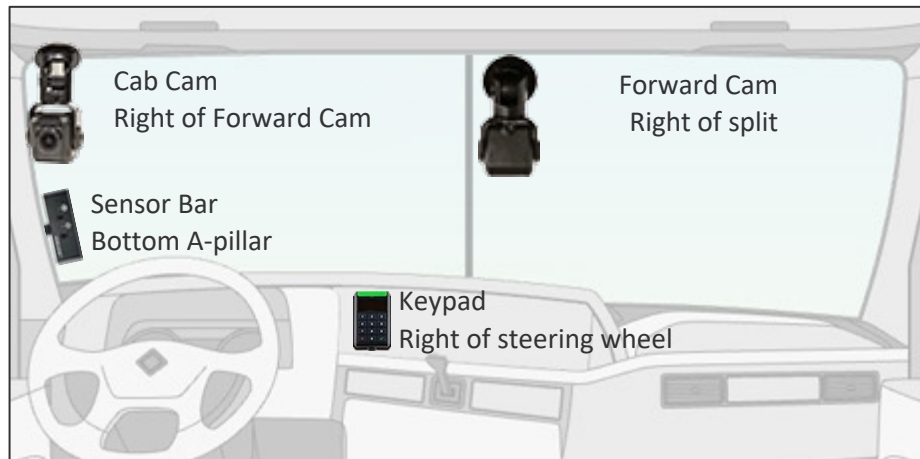 Cab Cam
Right of Forward Cam
Forward Cam
Right of split
Sensor Bar
Bottom A-pillar
Keypad
Right of steering wheel